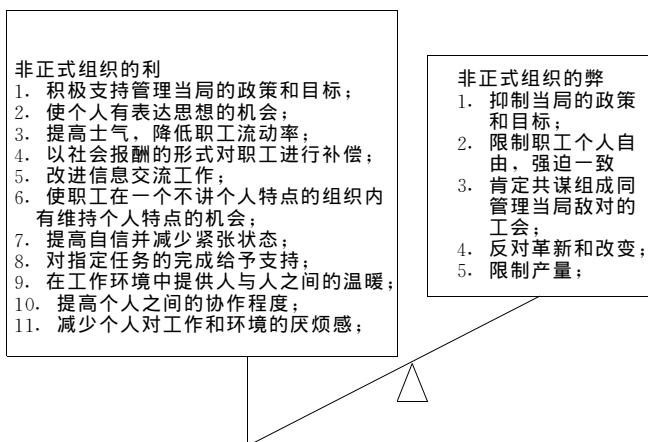 非正式组织的利
1. 积极支持管理当局的政策和目标；
2. 使个人有表达思想的机会；
3. 提高士气，降低职工流动率；
4. 以社会报酬的形式对职工进行补偿；
5. 改进信息交流工作；
6. 使职工在一个不讲个人特点的组织内
有维持个人特点的机会；
7. 提高自信并减少紧张状态；
8. 对指定任务的完成给予支持；
9. 在工作环境中提供人与人之间的温暖；
10. 提高个人之间的协作程度；
11. 减少个人对工作和环境的厌烦感；
非正式组织的弊
1. 抑制当局的政策
和目标；
2. 限制职工个人自
由，强迫一致
3. 肯定共谋组成同
管理当局敌对的
工会；
4. 反对革新和改变；
5. 限制产量；